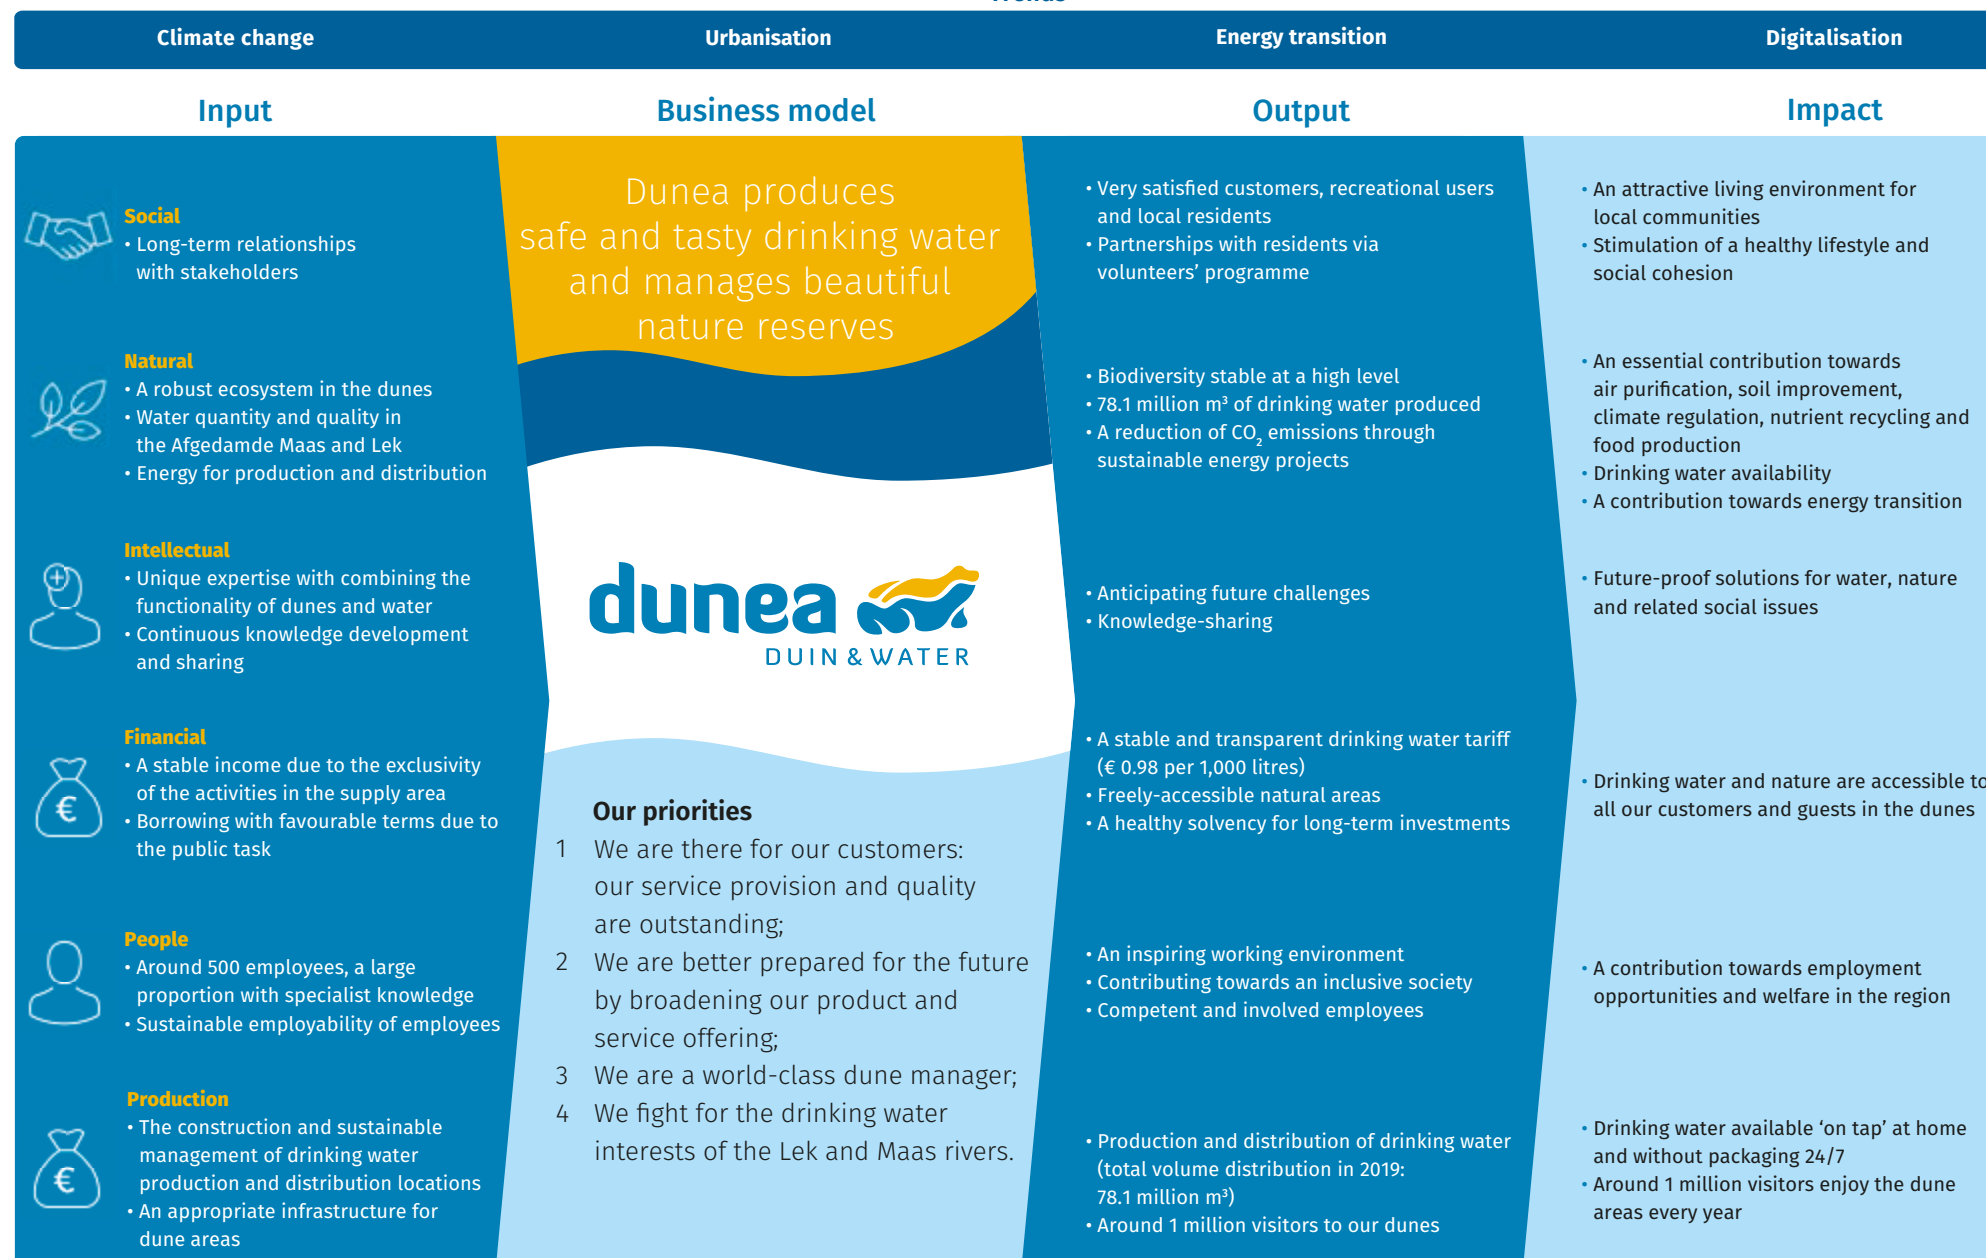 Trends
Climate change
Urbanisation
Energy transition
Digitalisation
Input
Business model
Output
Impact
Social
• Long-term relationships
with stakeholders
Natural
• A robust ecosystem in the dunes
• Water quantity and quality in
the Afgedamde Maas and Lek
• Energy for production and distribution
Intellectual
• Unique expertise with combining the
functionality of dunes and water
• Continuous knowledge development
and sharing
Financial
• A stable income due to the exclusivity
of the activities in the supply area
• Borrowing with favourable terms due to
the public task
People
• Around 500 employees, a large
proportion with specialist knowledge
• Sustainable employability of employees
Production
• The construction and sustainable
management of drinking water
production and distribution locations
• An appropriate infrastructure for
dune areas
Dunea produces
safe and tasty drinking water
and manages beautiful
nature reserves
dunea
DUIN & WATER
Our priorities
1 We are there for our customers:
our service provision and quality
are outstanding;
2 We are better prepared for the future
by broadening our product and
service offering;
3 We are a world-class dune manager;
4 We fight for the drinking water
interests of the Lek and Maas rivers.
• Very satisfied customers, recreational users
and local residents
• Partnerships with residents via
volunteers’ programme
• Biodiversity stable at a high level
• 78.1 million m³ of drinking water produced
• A reduction of CO₂ emissions through
sustainable energy projects
• Anticipating future challenges
• Knowledge-sharing
• A stable and transparent drinking water tariff
(€ 0.98 per 1,000 litres)
• Freely-accessible natural areas
• A healthy solvency for long-term investments
• An inspiring working environment
• Contributing towards an inclusive society
• Competent and involved employees
• Production and distribution of drinking water
(total volume distribution in 2019:
78.1 million m³)
• Around 1 million visitors to our dunes
• An attractive living environment for
local communities
• Stimulation of a healthy lifestyle and
social cohesion
• An essential contribution towards
air purification, soil improvement,
climate regulation, nutrient recycling and
food production
• Drinking water availability
• A contribution towards energy transition
• Future-proof solutions for water, nature
and related social issues
• Drinking water and nature are accessible to
all our customers and guests in the dunes
• A contribution towards employment
opportunities and welfare in the region
• Drinking water available ‘on tap’ at home
and without packaging 24/7
• Around 1 million visitors enjoy the dune
areas every year